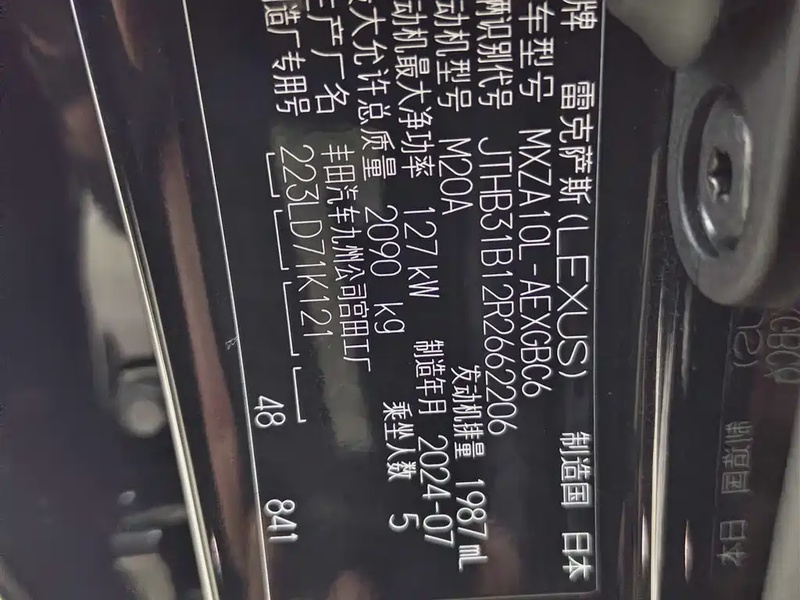 牌 雷克萨斯(LEXUS) 制造国 日本
车型号 MXZA10L-AEXGBC6
辆识别代号 JTHB31B12R2662206
动机型号 M20A 发动机排量 1987mL
动机最大净功率 127kW 制造年月 2024-07
大允许总质量 2090 kg 乘坐人数 5
生产厂名 丰田汽车九州公司宫田工厂
造厂专用号 223LD71K121 48 841